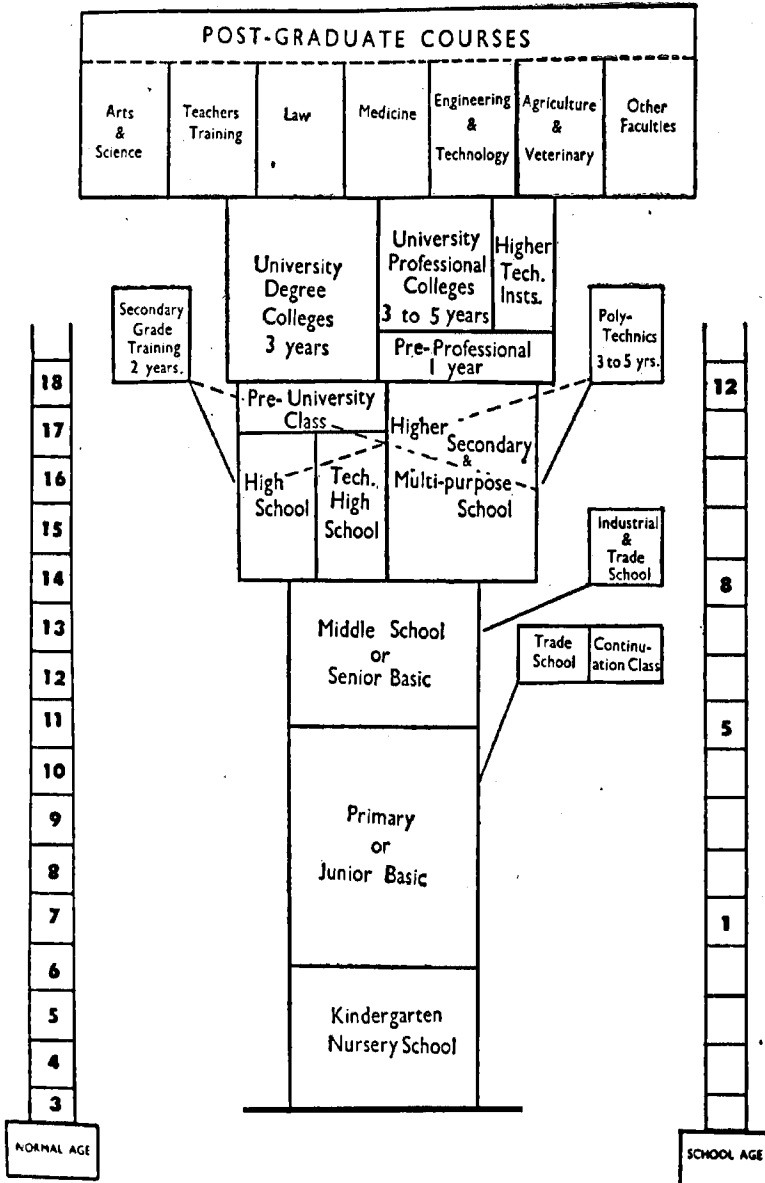 POST-GRADUATE COURSES
Arts
&
Science
Teachers
Training
Law
Medicine
Engineering
&
Technology
Agriculture
&
Veterinary
Other
Faculties
University
Degree
Colleges
3 years
University
Professional
Colleges
3 to 5 years
Higher
Tech.
Insts.
Pre-Professional
1 year
Secondary
Grade
Training
2 years.
Poly-
Technics
3 to 5 yrs.
Pre-University
Class
High
School
Tech.
High
School
Higher
Secondary
&
Multi-purpose
School
Industrial
&
Trade
School
Middle School
or
Senior Basic
Trade
School
Continu-
ation Class
Primary
or
Junior Basic
Kindergarten
Nursery School
18
17
16
15
14
13
12
11
10
9
8
7
6
5
4
3
NORMAL AGE
12
8
5
1
SCHOOL AGE